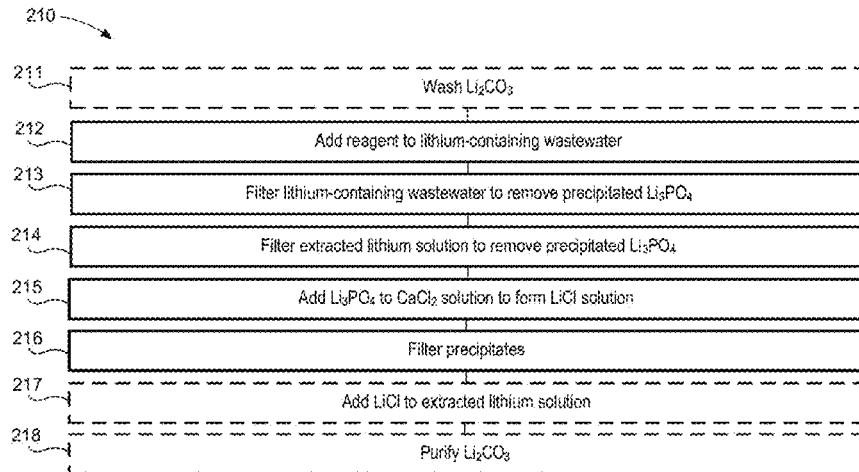 210
211
Wash Li₂CO₃
212
Add reagent to lithium-containing wastewater
213
Filter lithium-containing wastewater to remove precipitated Li₃PO₄
214
Filter extracted lithium solution to remove precipitated Li₃PO₄
215
Add Li₃PO₄ to CaCl₂ solution to form LiCl solution
216
Filter precipitates
217
Add LiCl to extracted lithium solution
218
Purify Li₂CO₃